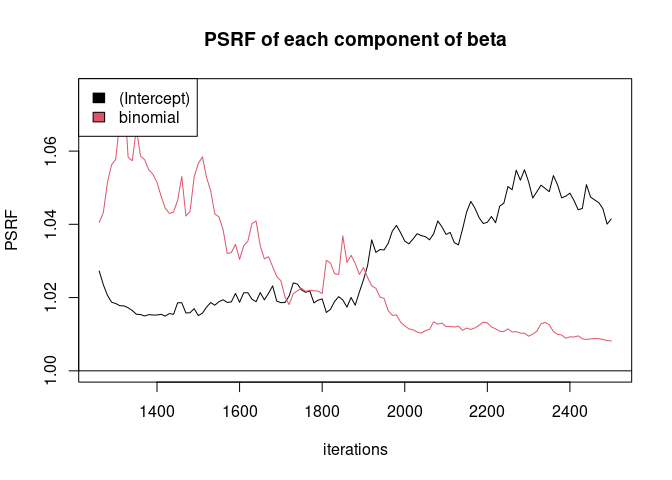 PSRF of each component of beta
(Intercept)
binomial
PSRF
1.06
1.04
1.02
1.00
1400 1600 1800 2000 2200 2400
iterations